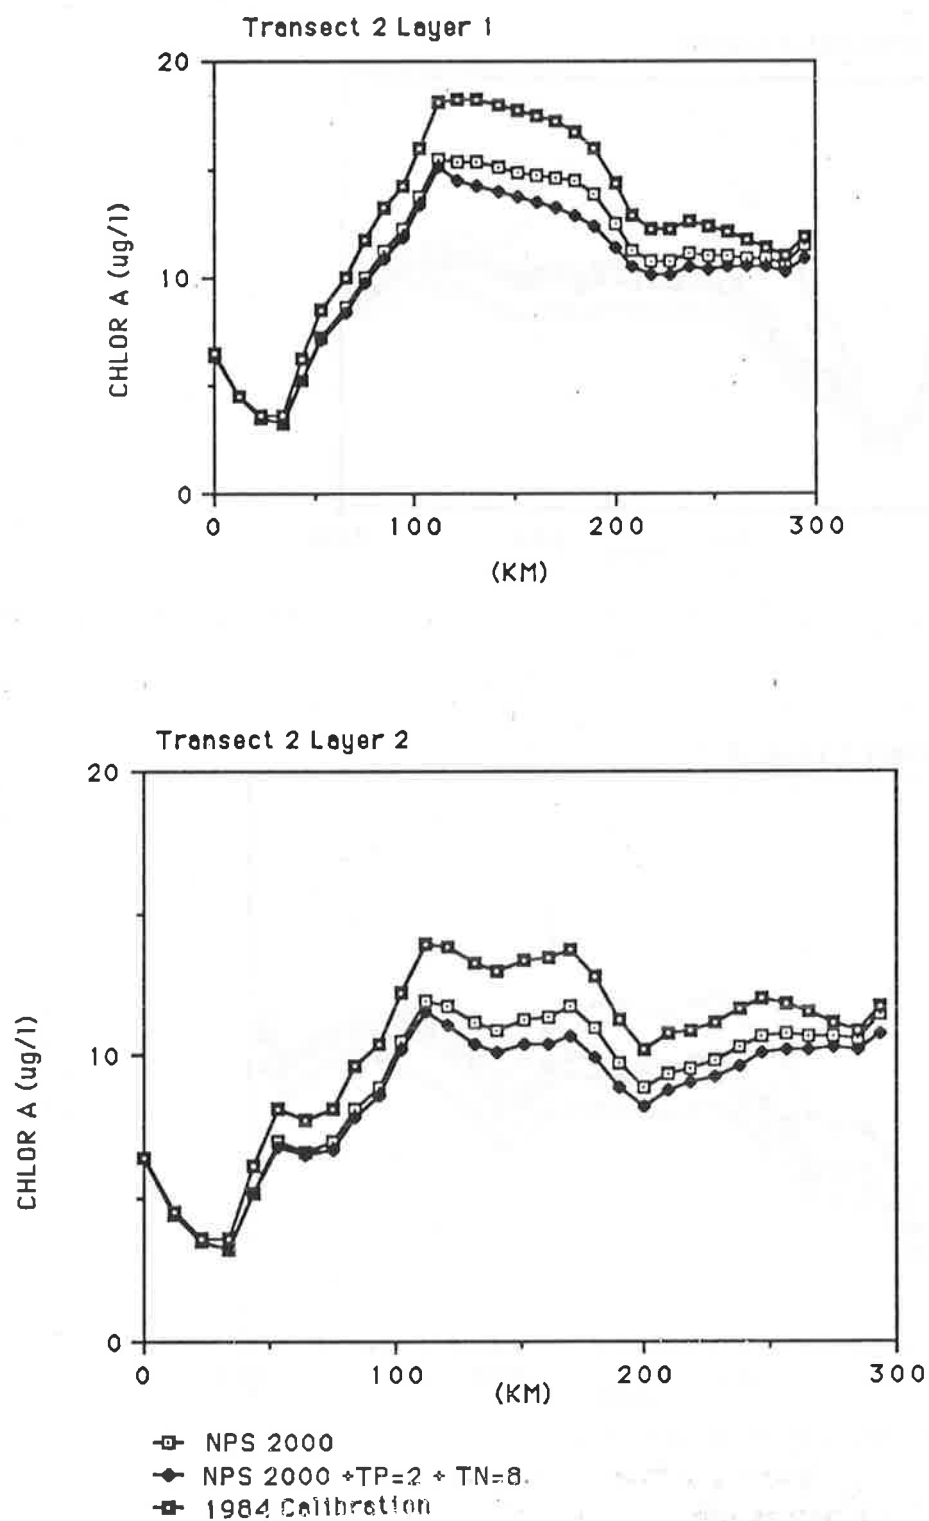 Transect 2 Layer 1
20
10
0
CHLOR A (ug/l)
0 100 200 300
(KM)
Transect 2 Layer 2
20
10
0
CHLOR A (ug/l)
0 100 200 300
(KM)
NPS 2000
NPS 2000 +TP=2 + TN=8
1984 Calibration